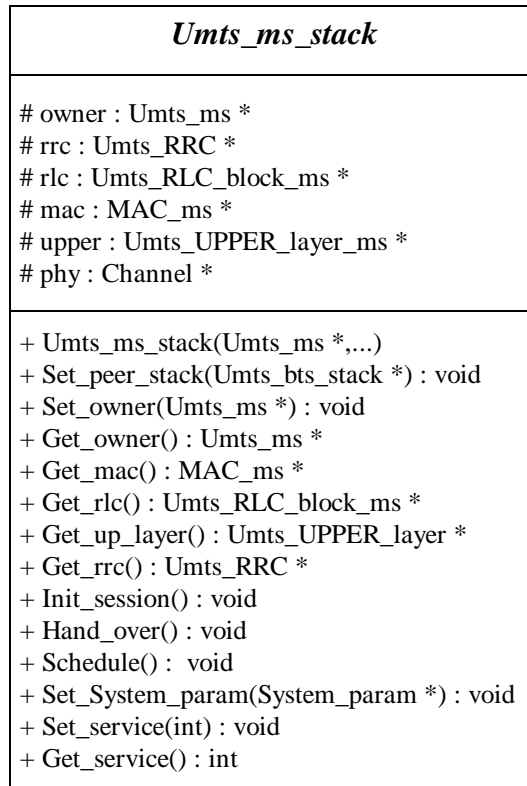 Umts_ms_stack
# owner : Umts_ms *
# rrc : Umts_RRC *
# rlc : Umts_RLC_block_ms *
# mac : MAC_ms *
# upper : Umts_UPPER_layer_ms *
# phy : Channel *
+ Umts_ms_stack(Umts_ms *,...)
+ Set_peer_stack(Umts_bts_stack *) : void
+ Set_owner(Umts_ms *) : void
+ Get_owner() : Umts_ms *
+ Get_mac() : MAC_ms *
+ Get_rlc() : Umts_RLC_block_ms *
+ Get_up_layer() : Umts_UPPER_layer *
+ Get_rrc() : Umts_RRC *
+ Init_session() : void
+ Hand_over() : void
+ Schedule() : void
+ Set_System_param(System_param *) : void
+ Set_service(int) : void
+ Get_service() : int